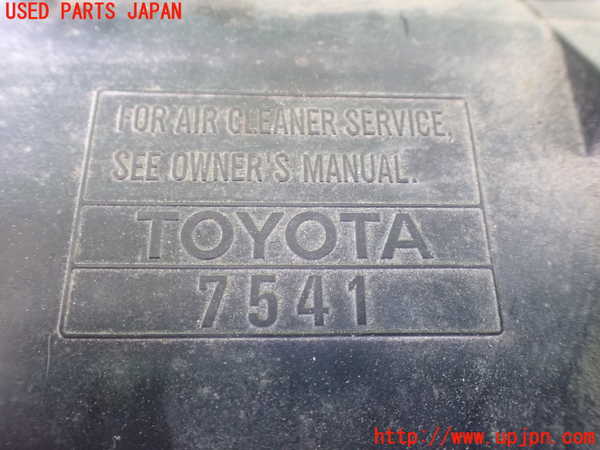 USED PARTS JAPAN
FOR AIR CLEANER SERVICE,
SEE OWNER'S MANUAL.
TOYOTA
7541
http://www.upjpn.com/